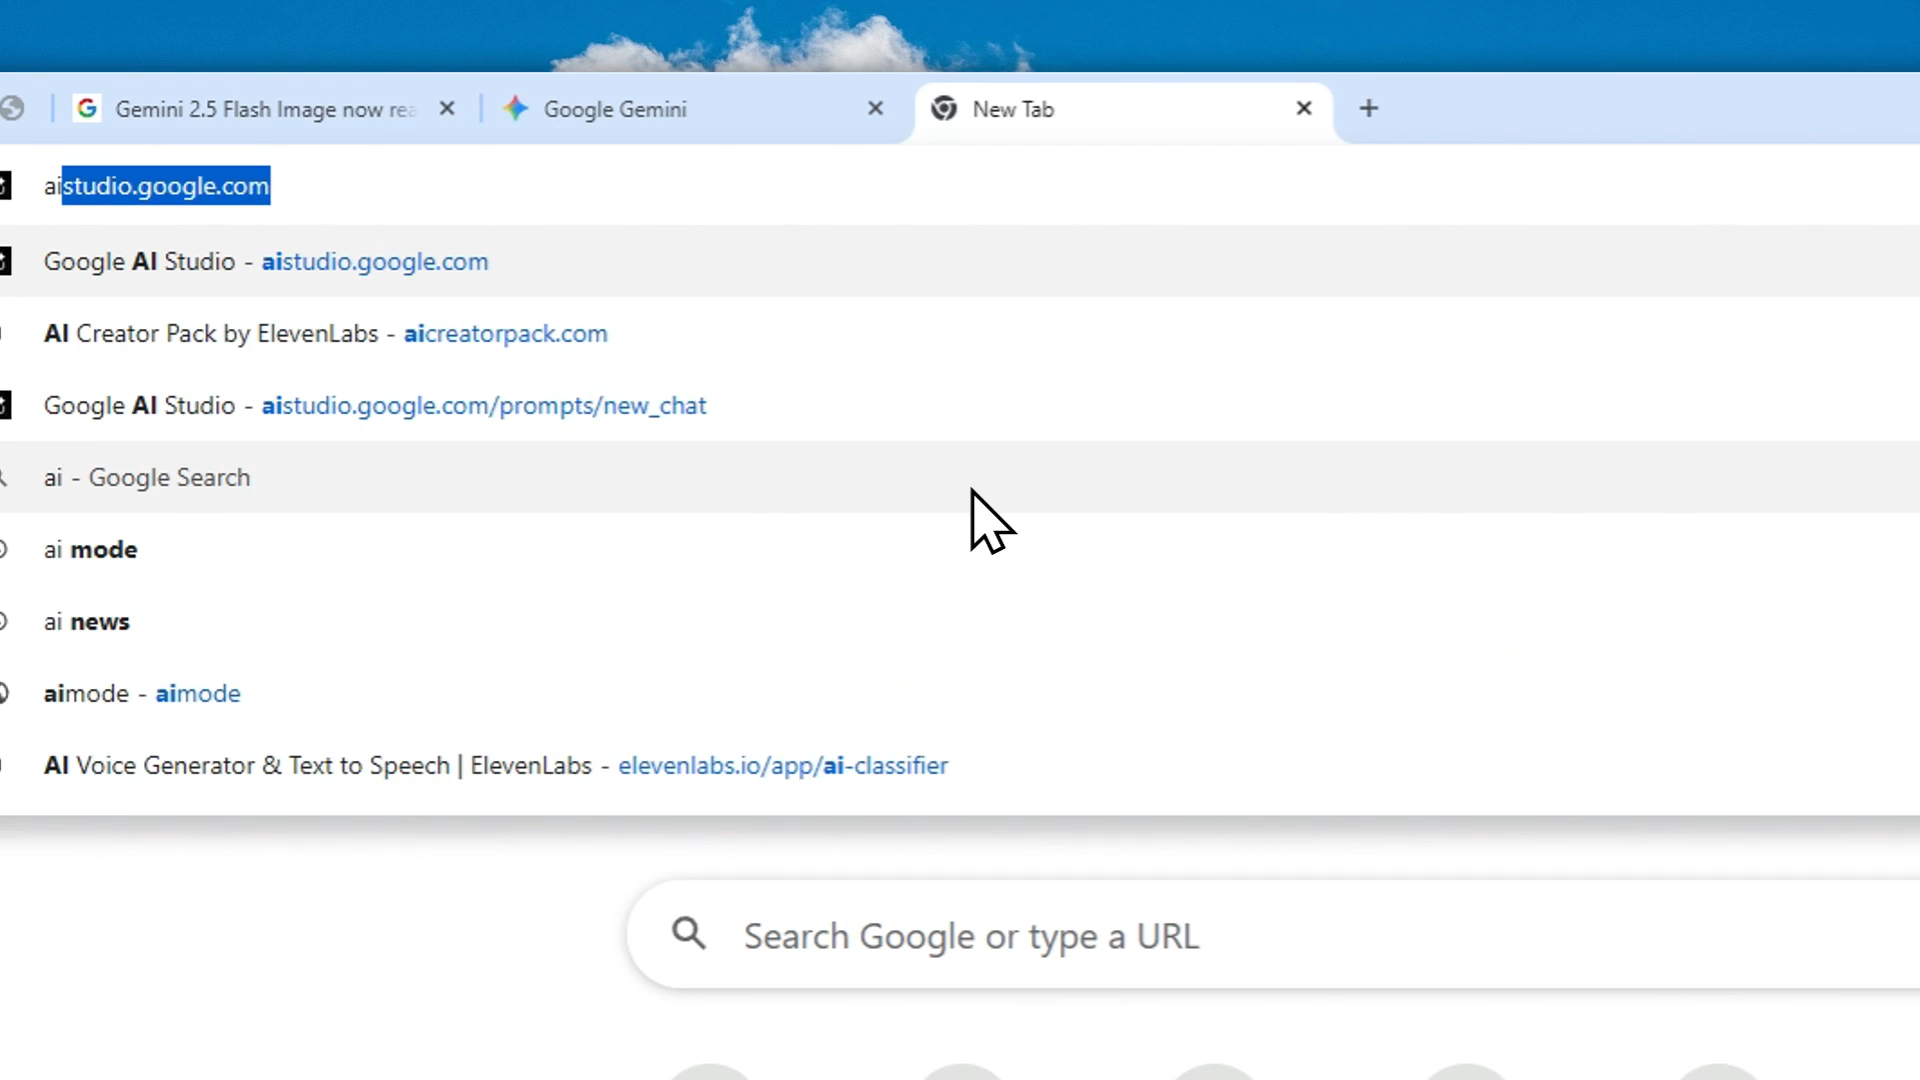 Gemini 2.5 Flash Image now rea
Google Gemini
New Tab
aistudio.google.com
Google AI Studio - aistudio.google.com
AI Creator Pack by ElevenLabs - aicreatorpack.com
Google AI Studio - aistudio.google.com/prompts/new_chat
ai - Google Search
ai mode
ai news
aimode - aimode
AI Voice Generator & Text to Speech | ElevenLabs - elevenlabs.io/app/ai-classifier
Search Google or type a URL